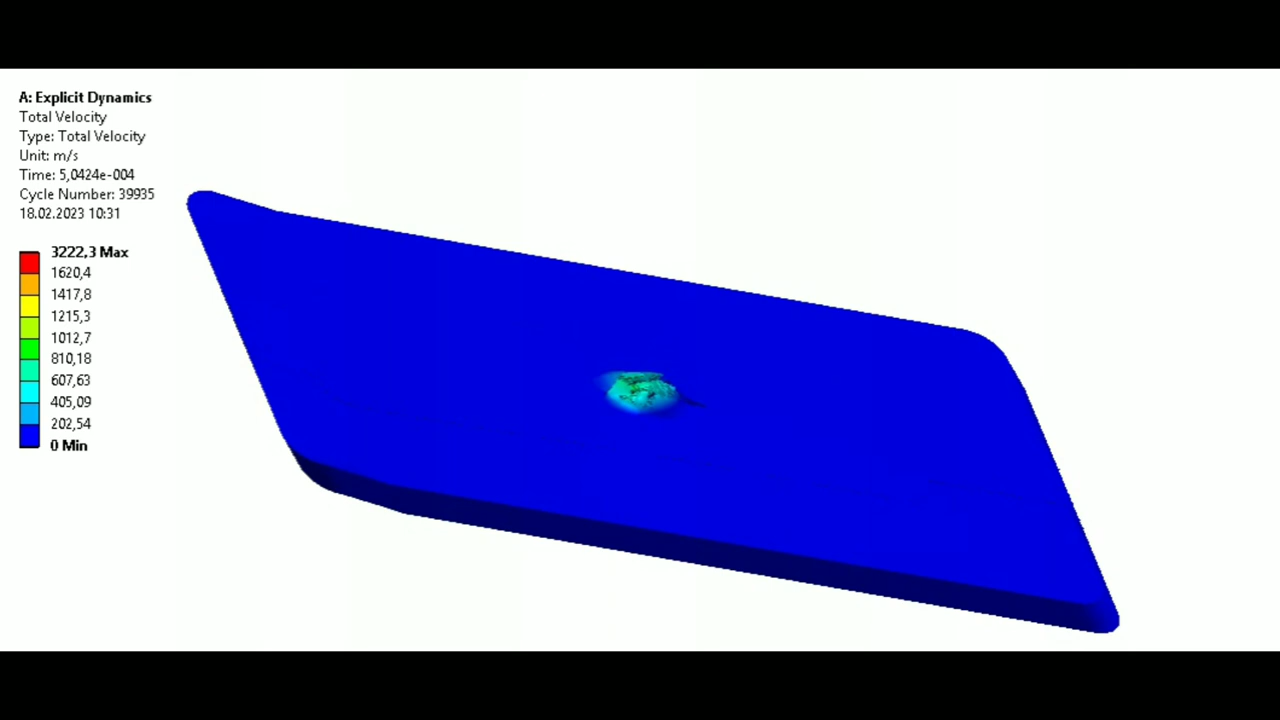 A: Explicit Dynamics
Total Velocity
Type: Total Velocity
Unit: m/s
Time: 5,0424e-004
Cycle Number: 39935
18.02.2023 10:31
3222,3 Max
1620,4
1417,8
1215,3
1012,7
810,18
607,63
405,09
202,54
0 Min